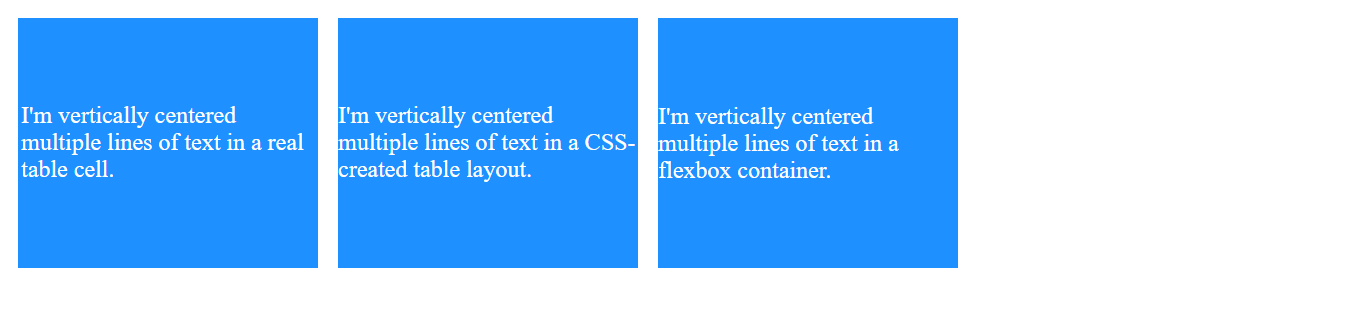 I'm vertically centered
multiple lines of text in a real
table cell.
I'm vertically centered
multiple lines of text in a CSS-
created table layout.
I'm vertically centered
multiple lines of text in a
flexbox container.